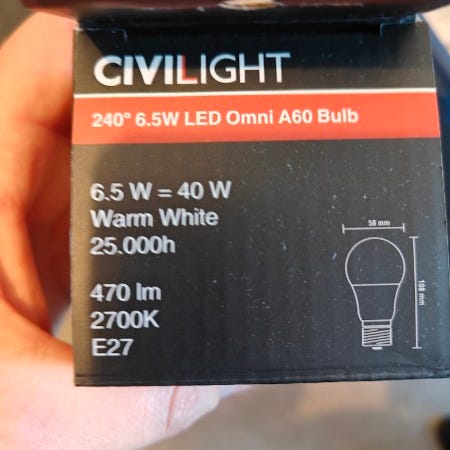 CIVILIGHT
240° 6.5W LED Omni A60 Bulb
6.5 W = 40 W
Warm White
25.000h
470 lm
2700K
E27
58 mm
108 mm